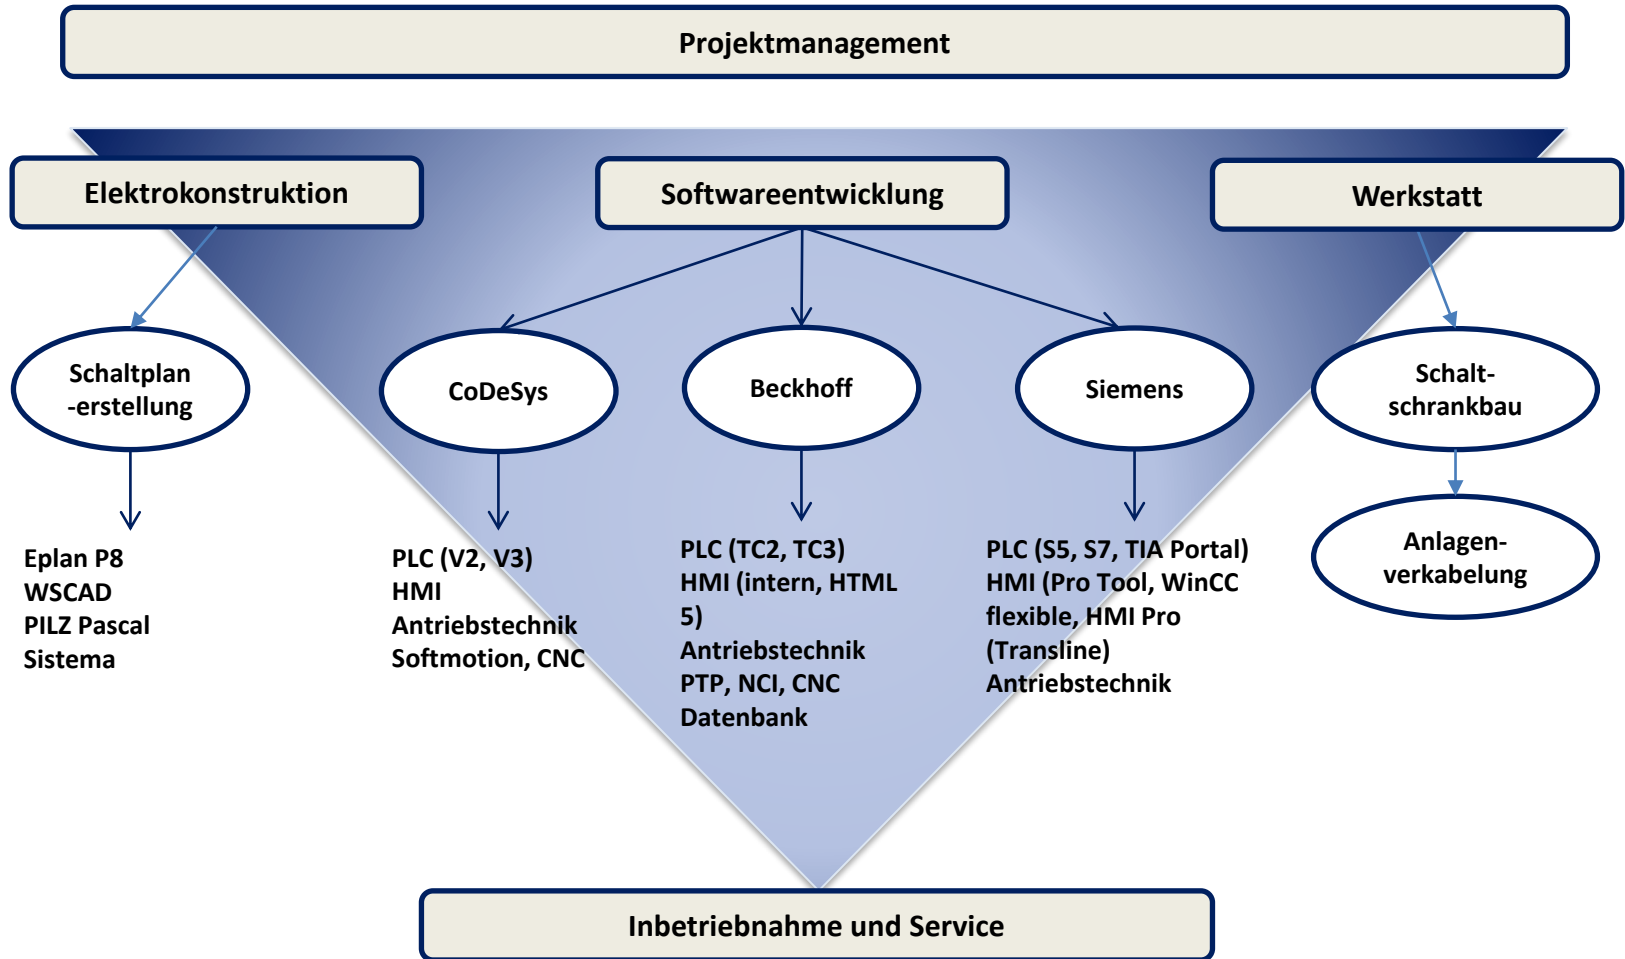 Projektmanagement
Elektrokonstruktion
Softwareentwicklung
Werkstatt
Schaltplan
-erstellung
CoDeSys
Beckhoff
Siemens
Schalt-
schrankbau
Anlagen-
verkabelung
Eplan P8
WSCAD
PILZ Pascal
Sistema
PLC (V2, V3)
HMI
Antriebstechnik
Softmotion, CNC
PLC (TC2, TC3)
HMI (intern, HTML
5)
Antriebstechnik
PTP, NCI, CNC
Datenbank
PLC (S5, S7, TIA Portal)
HMI (Pro Tool, WinCC
flexible, HMI Pro
(Transline)
Antriebstechnik
Inbetriebnahme und Service